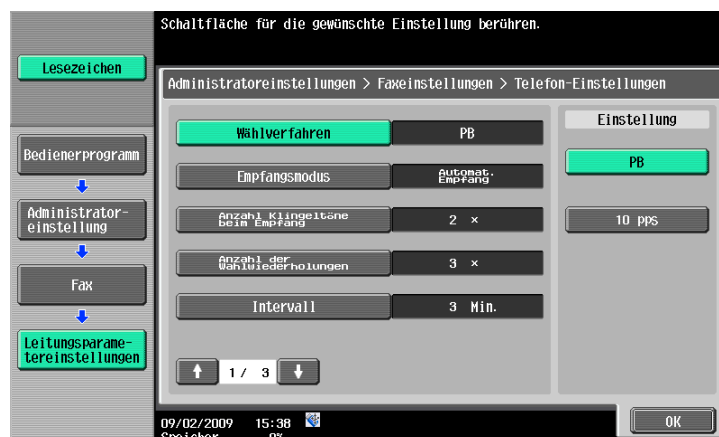 Schaltfläche für die gewünschte Einstellung berühren.
Lesezeichen
Administratoreinstellungen > Faxeinstellungen > Telefon-Einstellungen
Bedienerprogramm
Administrator-
einstellung
Fax
Leitungsparame-
tereinstellungen
Wählverfahren
PB
Empfangsmodus
Automat.
Empfang
Anzahl Klingeltöne
beim Empfang
2 ×
Anzahl der
Wahlwiederholungen
3 ×
Intervall
3 Min.
1/ 3
Einstellung
PB
10 pps
09/02/2009 15:38
Speicher 0%
OK